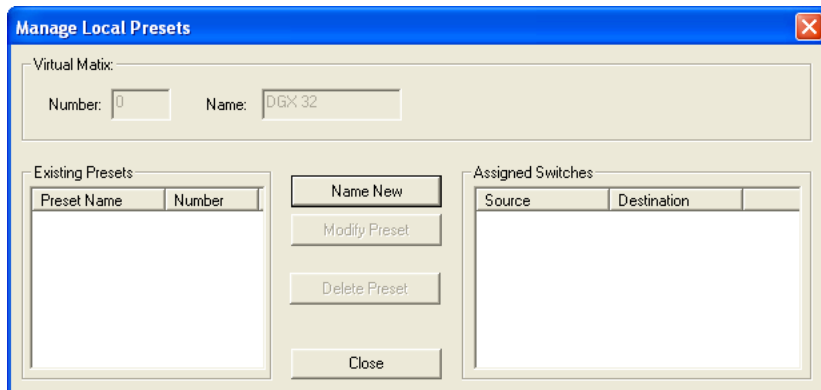 Manage Local Presets
Virtual Matix:
Number: 0 Name: DGX 32
Existing Presets
Preset Name Number
Name New
Modify Preset
Delete Preset
Close
Assigned Switches
Source Destination